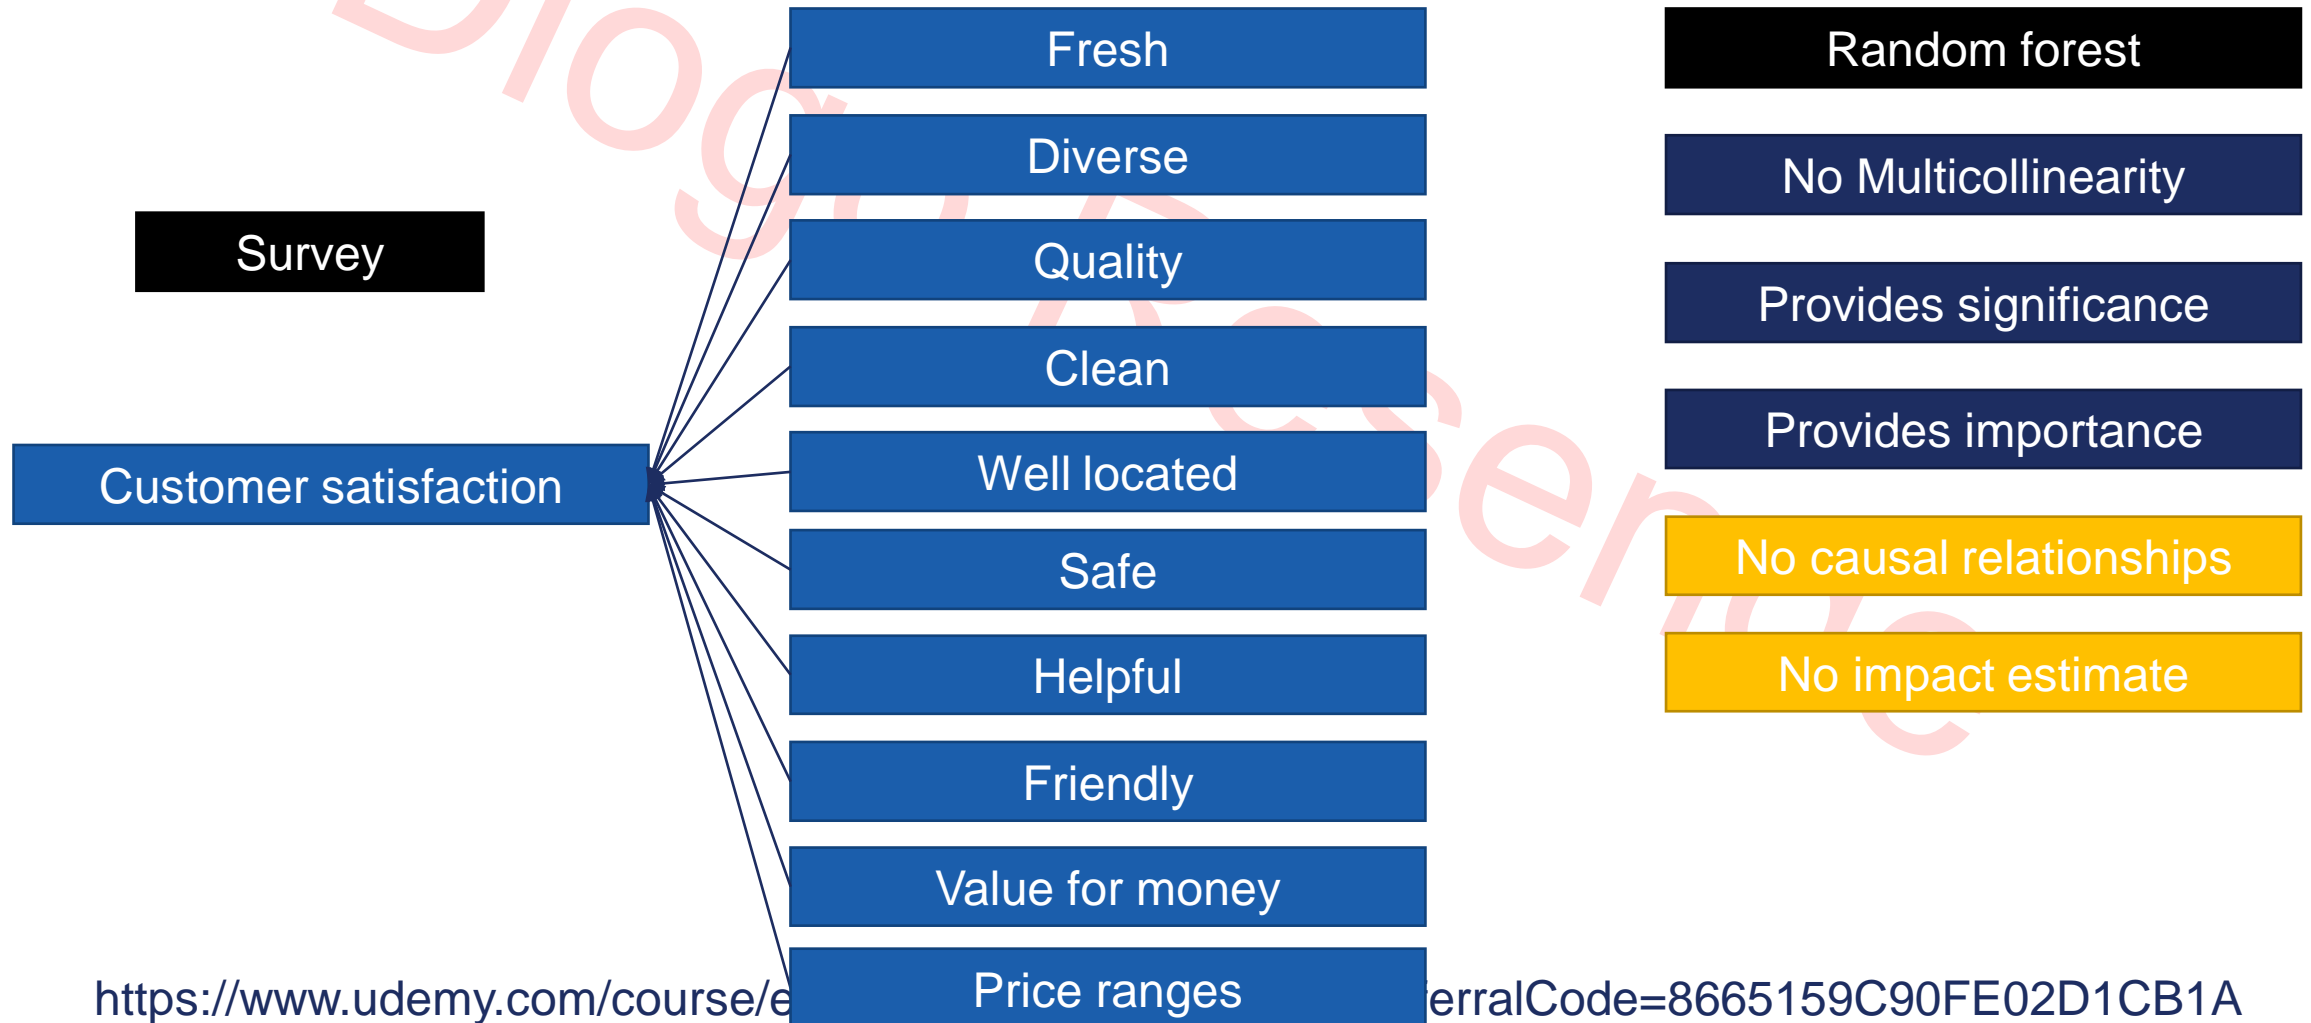 Survey
Customer satisfaction
Fresh
Diverse
Quality
Clean
Well located
Safe
Helpful
Friendly
Value for money
Price ranges
Random forest
No Multicollinearity
Provides significance
Provides importance
No causal relationships
No impact estimate
https://www.udemy.com/course/e erralCode=8665159C90FE02D1CB1A